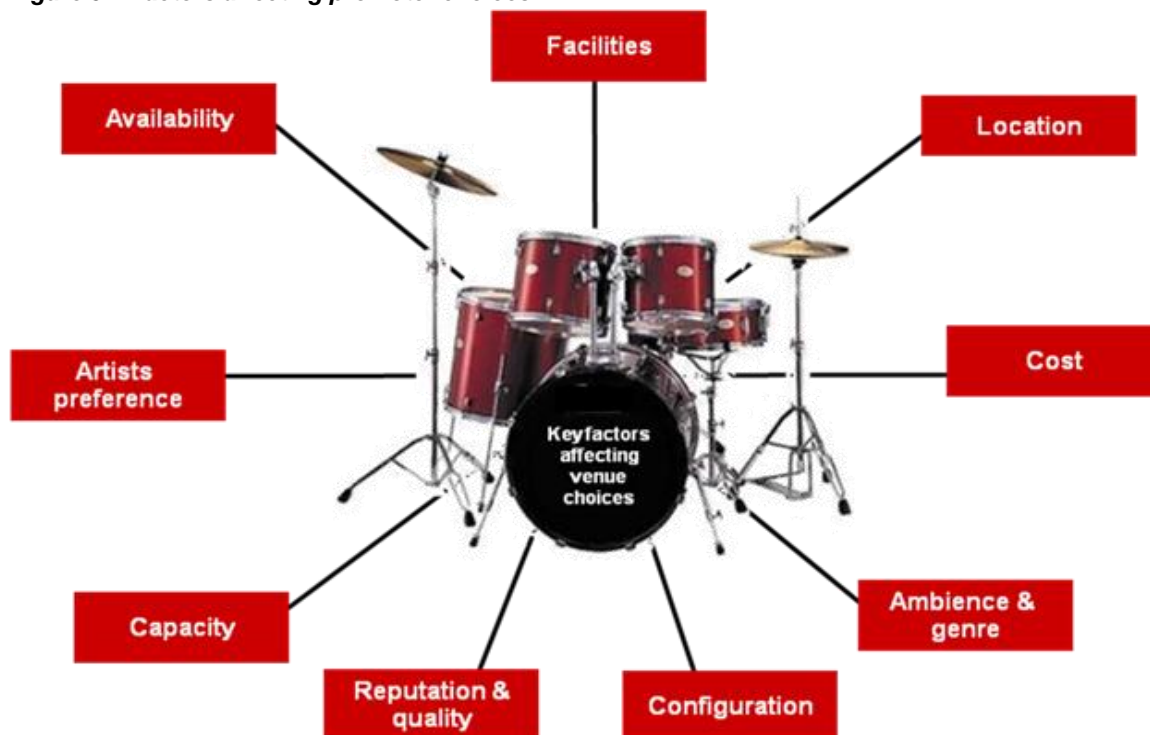 Facilities
Availability
Location
Artists
preference
Cost
Keyfactors
affecting
venue
choices
Capacity
Ambience &
genre
Reputation &
quality
Configuration